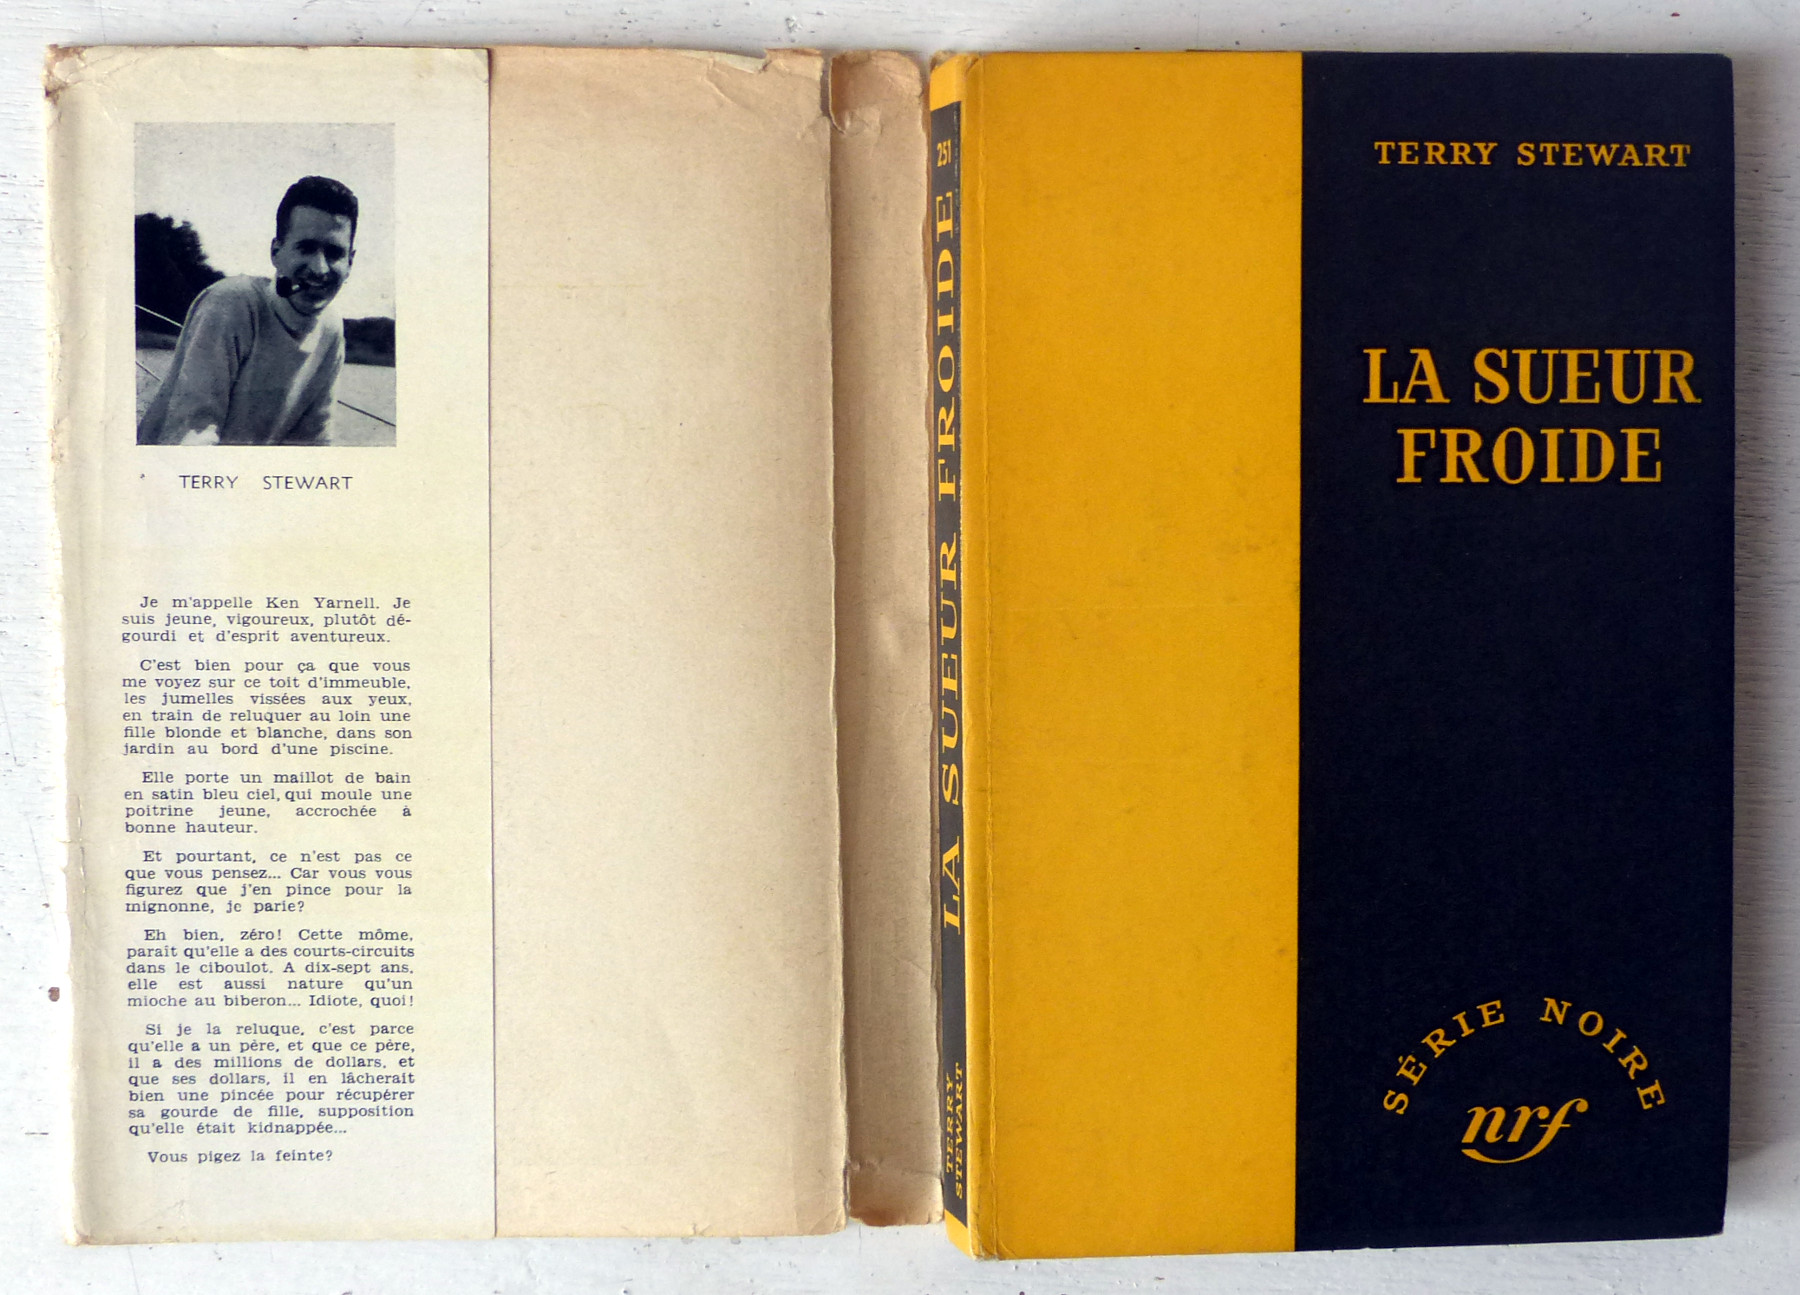 TERRY STEWART
Je m'appelle Ken Yarnell. Je
suis jeune, vigoureux, plutôt dé-
gourdi et d'esprit aventureux.
C'est bien pour ça que vous
me voyez sur ce toit d'immeuble,
les jumelles vissées aux yeux,
en train de reluquer au loin une
fille blonde et blanche, dans son
jardin au bord d'une piscine.
Elle porte un maillot de bain
en satin bleu ciel, qui moule une
poitrine jeune, accrochée à
bonne hauteur.
Et pourtant, ce n'est pas ce
que vous pensez... Car vous vous
figurez que j'en pince pour la
mignonne, je parie?
Eh bien, zéro! Cette môme,
paraît qu'elle a des courts-circuits
dans le ciboulot. A dix-sept ans,
elle est aussi nature qu'un
mioche au biberon... Idiote, quoi!
Si je la reluque, c'est parce
qu'elle a un père, et que ce père,
il a des millions de dollars, et
que ses dollars, il en lâcherait
bien une pincée pour récupérer
sa gourde de fille, supposition
qu'elle était kidnappée...
Vous pigez la feinte?
251
LA SUEUR FROIDE
TERRY
STEWART
TERRY STEWART
LA SUEUR
FROIDE
SÉRIE NOIRE
nrf